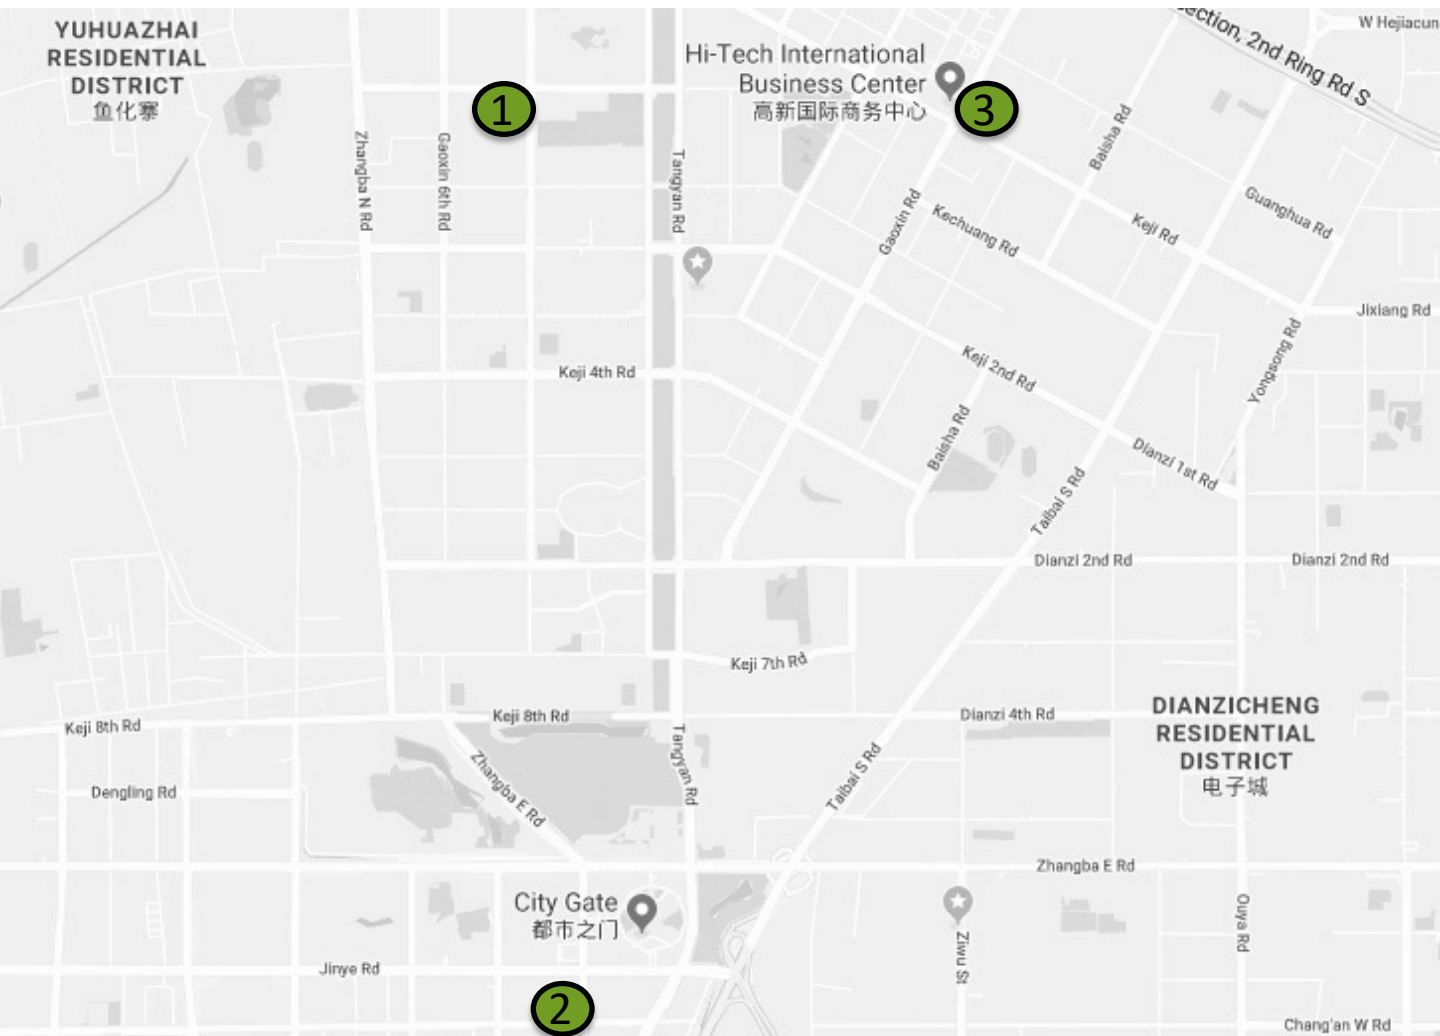 ection, 2nd Ring Rd S
W Hejiacun
YUHUAZHAI
RESIDENTIAL
DISTRICT
鱼化寨
Hi-Tech International
Business Center
高新国际商务中心
1
3
Zhangba N Rd
Gaoxin 6th Rd
Tangyan Rd
Baisha Rd
Gaoxin Rd
Kechuang Rd
Keji Rd
Guanghua Rd
Jixiang Rd
Yongsong Rd
Keji 4th Rd
Keji 2nd Rd
Baisha Rd
Dianzi 1st Rd
Taibai S Rd
Dianzi 2nd Rd
Dianzi 2nd Rd
Keji 7th Rd
Keji 8th Rd
Keji 8th Rd
Dianzi 4th Rd
DIANZICHENG
RESIDENTIAL
DISTRICT
电子城
Tangyan Rd
Zhangba E Rd
Taibai S Rd
Dengling Rd
Zhangba E Rd
City Gate
都市之门
Ziwu St
Ouya Rd
Jinye Rd
2
Chang'an W Rd